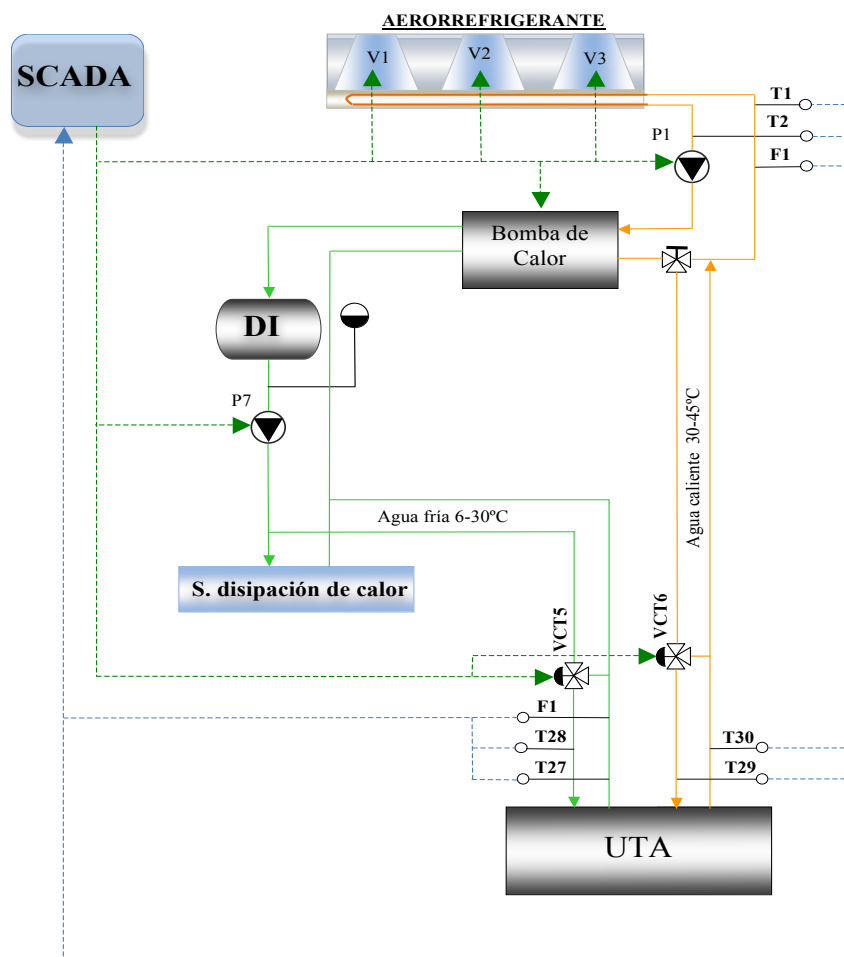 AERORREFRIGERANTE
SCADA
V1
V2
V3
T1
T2
P1
F1
Bomba de
Calor
DI
P7
Agua caliente 30-45ºC
Agua fría 6-30ºC
S. disipación de calor
VCT5
VCT6
F1
T28
T30
T27
T29
UTA